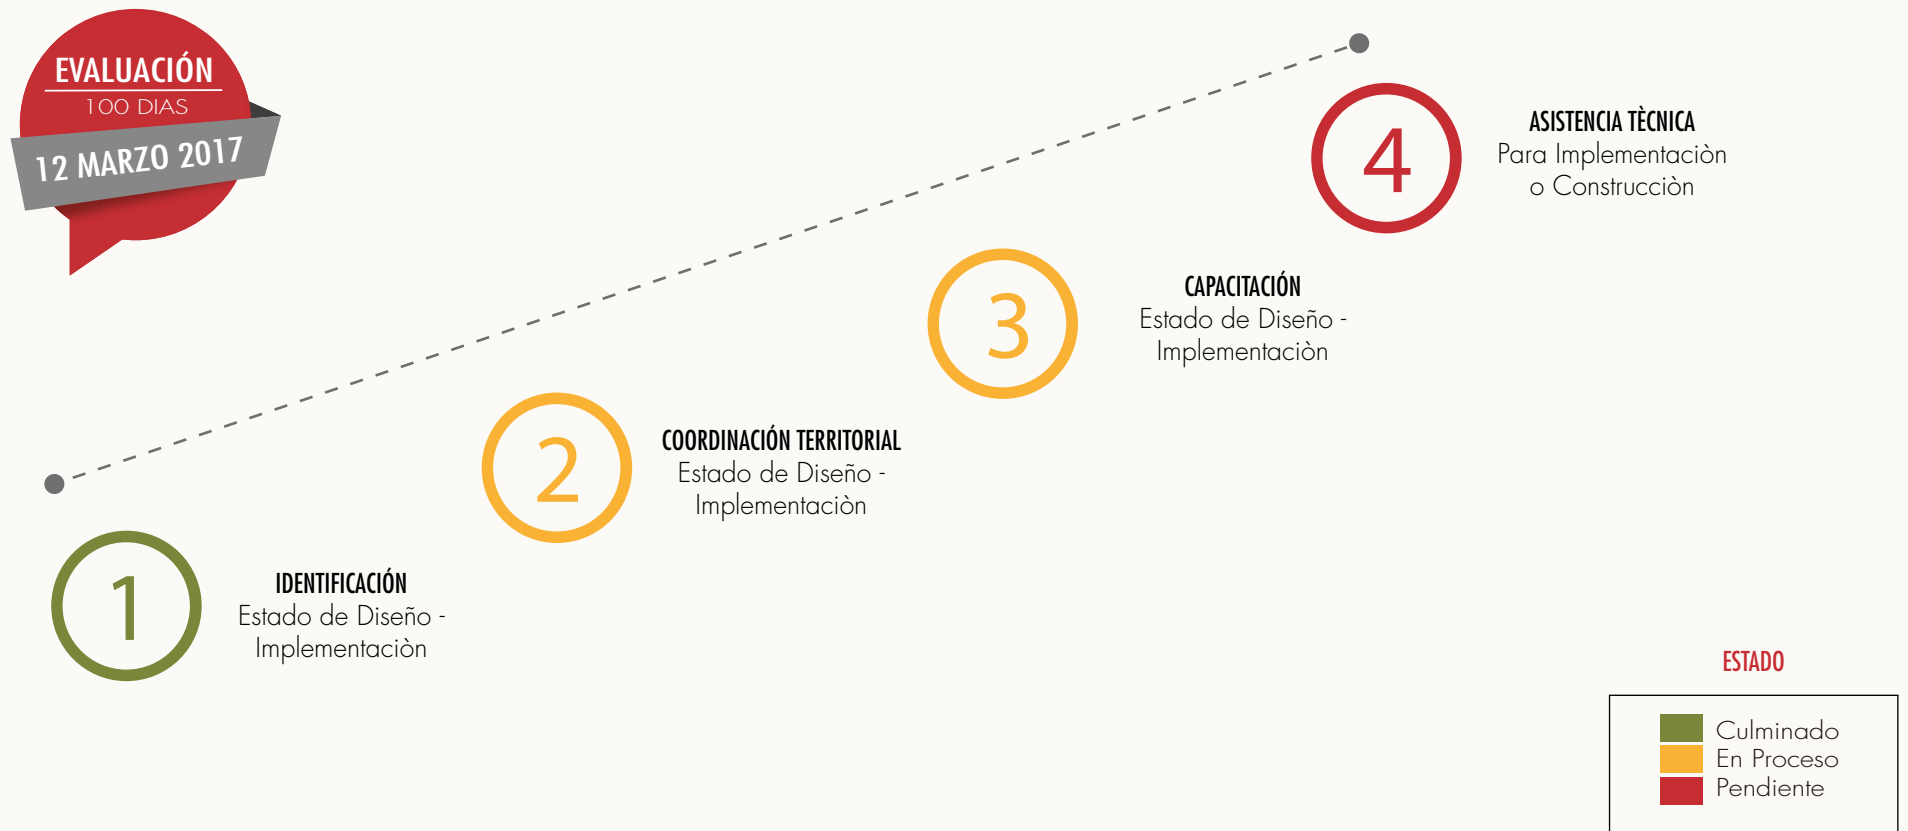 EVALUACIÓN
100 DIAS
12 MARZO 2017
4
ASISTENCIA TÈCNICA
Para Implementaciòn
o Construcciòn
3
CAPACITACIÓN
Estado de Diseño -
Implementaciòn
2
COORDINACIÓN TERRITORIAL
Estado de Diseño -
Implementaciòn
1
IDENTIFICACIÓN
Estado de Diseño -
Implementaciòn
ESTADO
Culminado
En Proceso
Pendiente